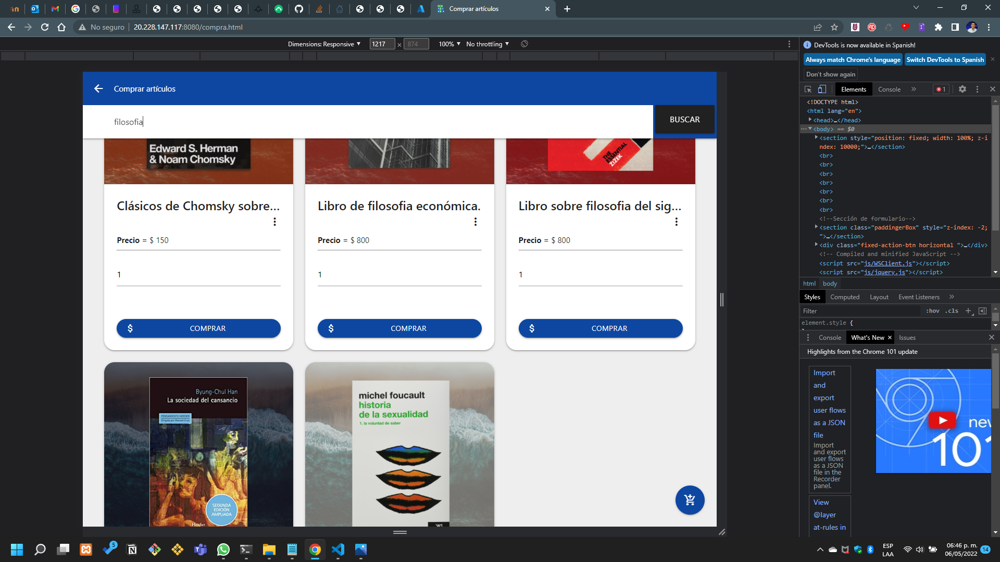 Comprar artículos
No seguro
20.228.147.117:8080/compra.html
Dimensions: Responsive
1217
×
874
100%
No throttling
Comprar artículos
filosofia
BUSCAR
Edward S. Herman
& Noam Chomsky
THE
ESSENTIAL
ZIZEK
Clásicos de Chomsky sobre...
Precio = $ 150
1
COMPRAR
Libro de filosofia económica.
Precio = $ 800
1
COMPRAR
Libro sobre filosofia del sig...
Precio = $ 800
1
COMPRAR
Byung-Chul Han
La sociedad del cansancio
PENSAMIENTO HERDER
Dirigida por Manuel Cruz
SEGUNDA
EDICIÓN
AMPLIADA
Herder
michel foucault
historia
de la sexualidad
1. la voluntad de saber
DevTools is now available in Spanish!
Always match Chrome's language
Switch DevTools to Spanish
Don't show again
Elements
Console
1
<!DOCTYPE html>
<html lang="en">
<head>…</head>
<body> == $0
<section style="position: fixed; width: 100%; z-i
ndex: 10000;">…</section>
<br>
<br>
<br>
<br>
<br>
<br>
<br>
<!--Sección de formulario-->
<section class="paddingerBox" style="z-index: -2;
">…</section>
<div class="fixed-action-btn horizontal ">…</div>
<!-- Compiled and minified JavaScript -->
<script src="js/WSClient.js"></script>
<script src="js/jquery.js"></script>
html
body
Styles
Computed
Layout
Event Listeners
Filter
:hov
.cls
element.style {
Console
What's New
Issues
Highlights from the Chrome 101 update
Import
and
export
user flows
as a JSON
file
Import
and export
user flows
as a JSON
file in the
Recorder
panel.
View
@layer
at-rules in
new
101
5
ESP
LAA
06:46 p. m.
06/05/2022
14